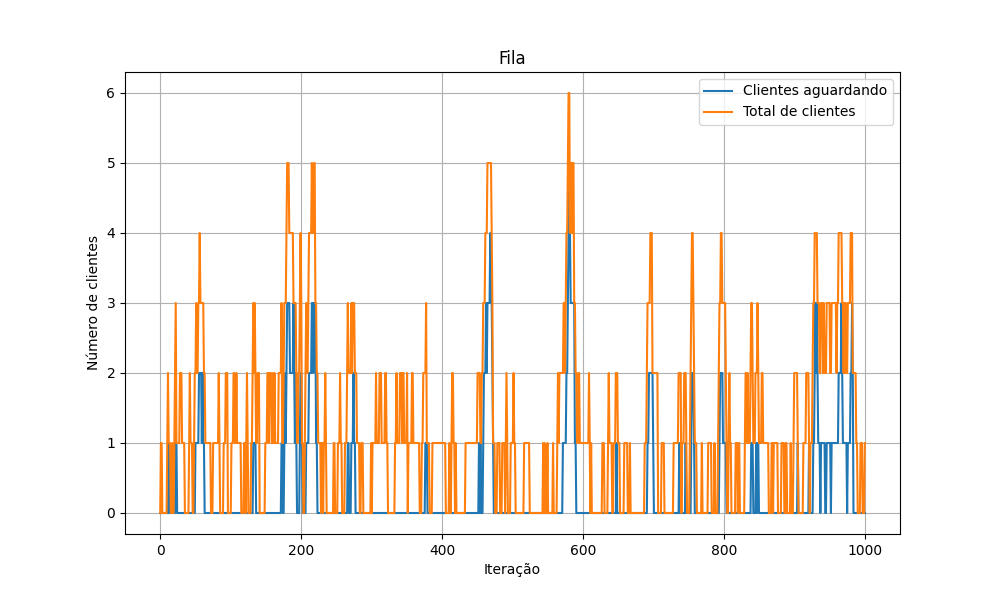 Fila
Clientes aguardando
Total de clientes
6
5
4
3
2
1
0
Número de clientes
0 200 400 600 800 1000
Iteração